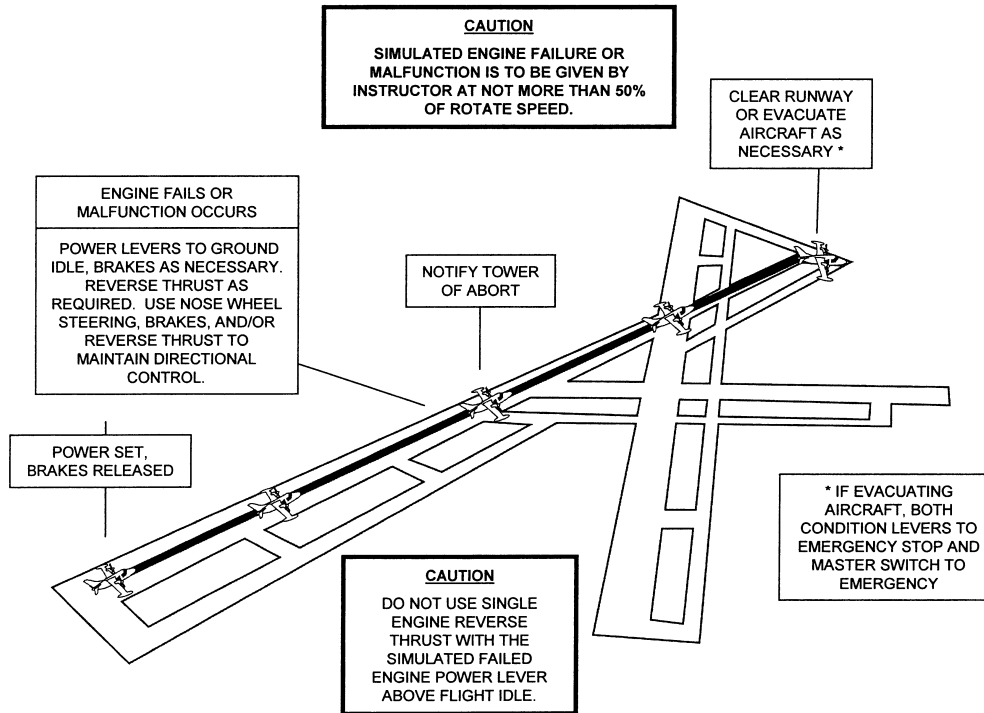 CAUTION
SIMULATED ENGINE FAILURE OR
MALFUNCTION IS TO BE GIVEN BY
INSTRUCTOR AT NOT MORE THAN 50%
OF ROTATE SPEED.
CLEAR RUNWAY
OR EVACUATE
AIRCRAFT AS
NECESSARY *
ENGINE FAILS OR
MALFUNCTION OCCURS
POWER LEVERS TO GROUND
IDLE, BRAKES AS NECESSARY.
REVERSE THRUST AS
REQUIRED. USE NOSE WHEEL
STEERING, BRAKES, AND/OR
REVERSE THRUST TO
MAINTAIN DIRECTIONAL
CONTROL.
NOTIFY TOWER
OF ABORT
POWER SET,
BRAKES RELEASED
* IF EVACUATING
AIRCRAFT, BOTH
CONDITION LEVERS TO
EMERGENCY STOP AND
MASTER SWITCH TO
EMERGENCY
CAUTION
DO NOT USE SINGLE
ENGINE REVERSE
THRUST WITH THE
SIMULATED FAILED
ENGINE POWER LEVER
ABOVE FLIGHT IDLE.